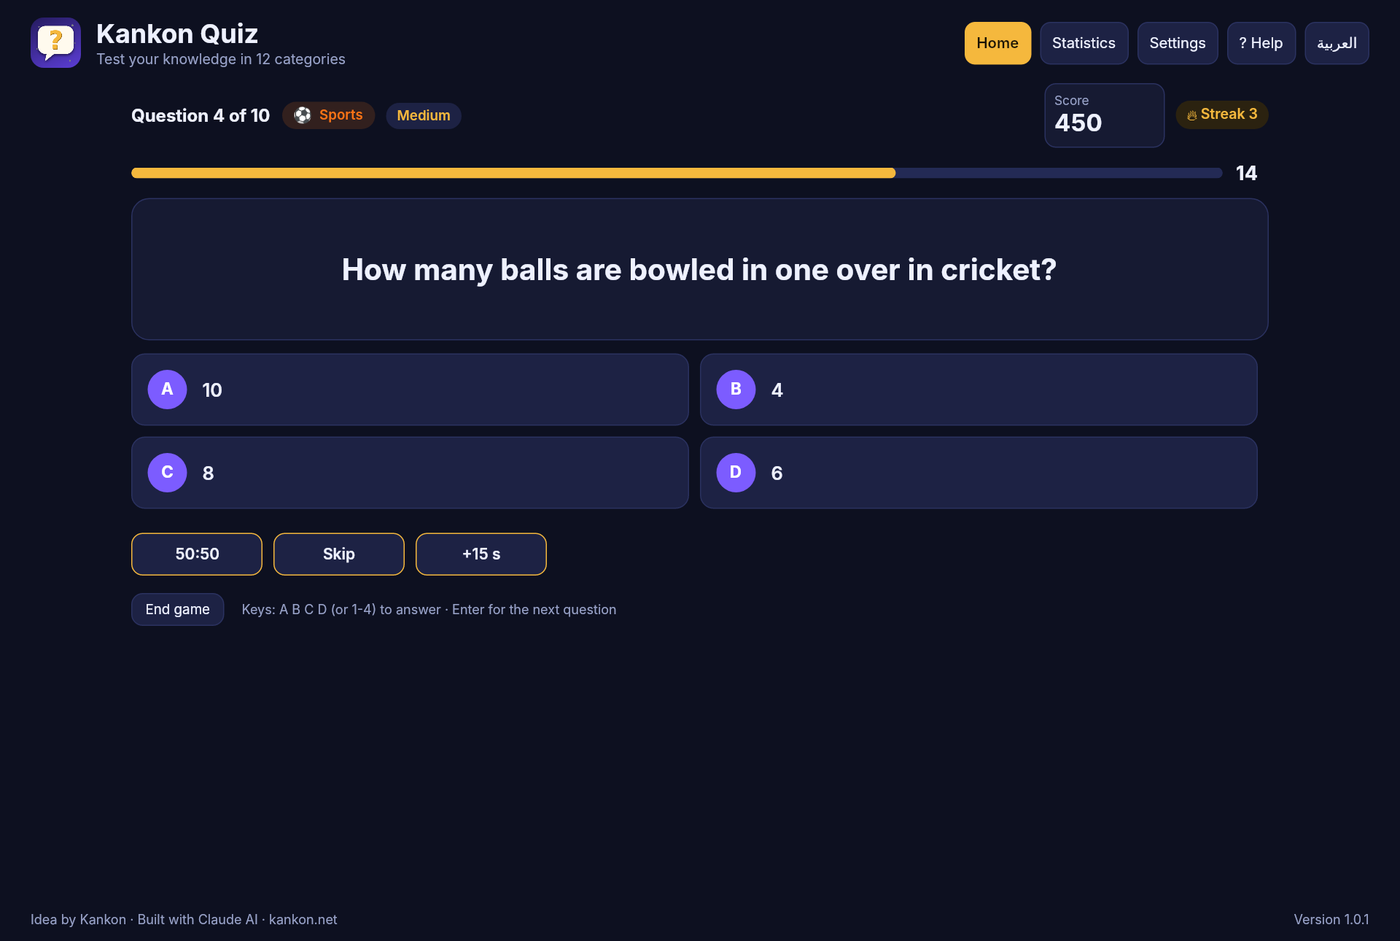 ?
Kankon Quiz
Test your knowledge in 12 categories
Home
Statistics
Settings
? Help
العربية
Question 4 of 10
Sports
Medium
Score
450
Streak 3
14
How many balls are bowled in one over in cricket?
A 10
B 4
C 8
D 6
50:50
Skip
+15 s
End game
Keys: A B C D (or 1-4) to answer · Enter for the next question
Idea by Kankon · Built with Claude AI · kankon.net
Version 1.0.1